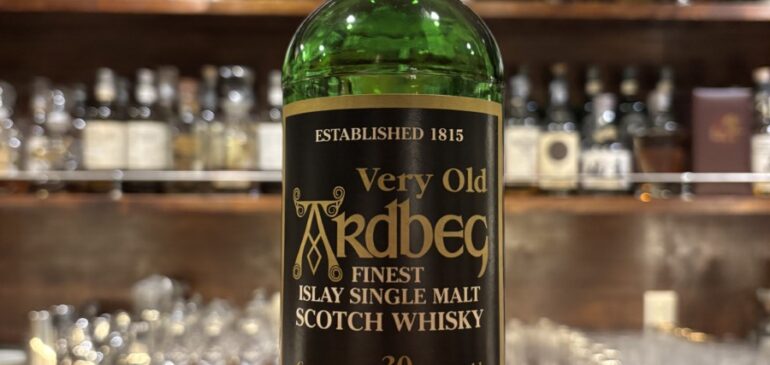 ESTABLISHED 1815
Very Old
ARDBEG
FINEST
ISLAY SINGLE MALT
SCOTCH WHISKY